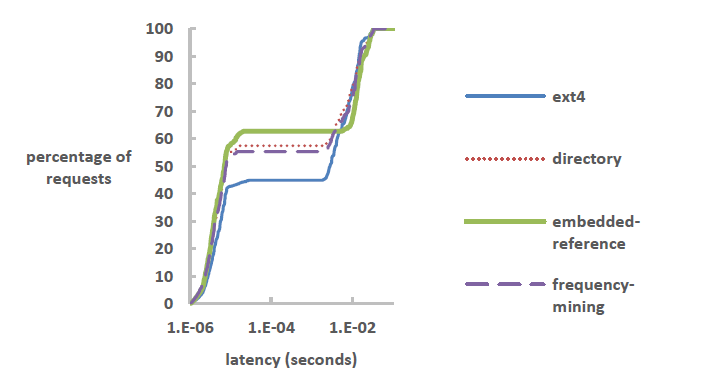 100
90
80
70
60
50
40
30
20
10
0
percentage of
requests
1.E-06 1.E-04 1.E-02
latency (seconds)
ext4
directory
embedded-
reference
frequency-
mining